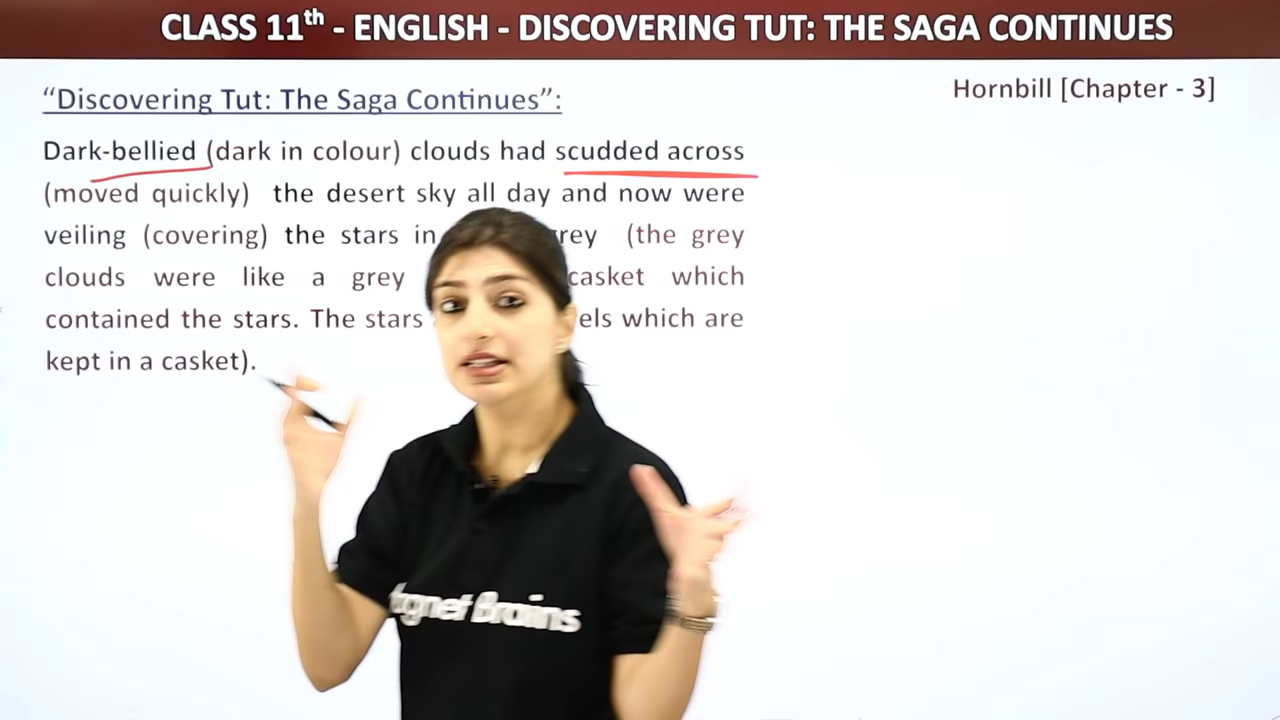 CLASS 11th - ENGLISH - DISCOVERING TUT: THE SAGA CONTINUES
"Discovering Tut: The Saga Continues":
Hornbill [Chapter - 3]
Dark-bellied (dark in colour) clouds had scudded across
(moved quickly) the desert sky all day and now were
veiling (covering) the stars in grey (the grey
clouds were like a grey casket which
contained the stars. The stars which are
kept in a casket).
Brains